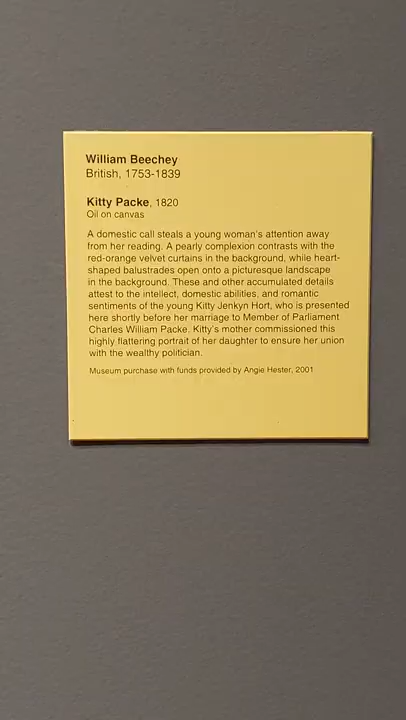 William Beechey
British, 1753-1839
Kitty Packe, 1820
Oil on canvas
A domestic call steals a young woman's attention away
from her reading. A pearly complexion contrasts with the
red-orange velvet curtains in the background, while heart-
shaped balustrades open onto a picturesque landscape
in the background. These and other accumulated details
attest to the intellect, domestic abilities, and romantic
sentiments of the young Kitty Jenkyn Hort, who is presented
here shortly before her marriage to Member of Parliament
Charles William Packe. Kitty's mother commissioned this
highly flattering portrait of her daughter to ensure her union
with the wealthy politician.
Museum purchase with funds provided by Angie Hester, 2001